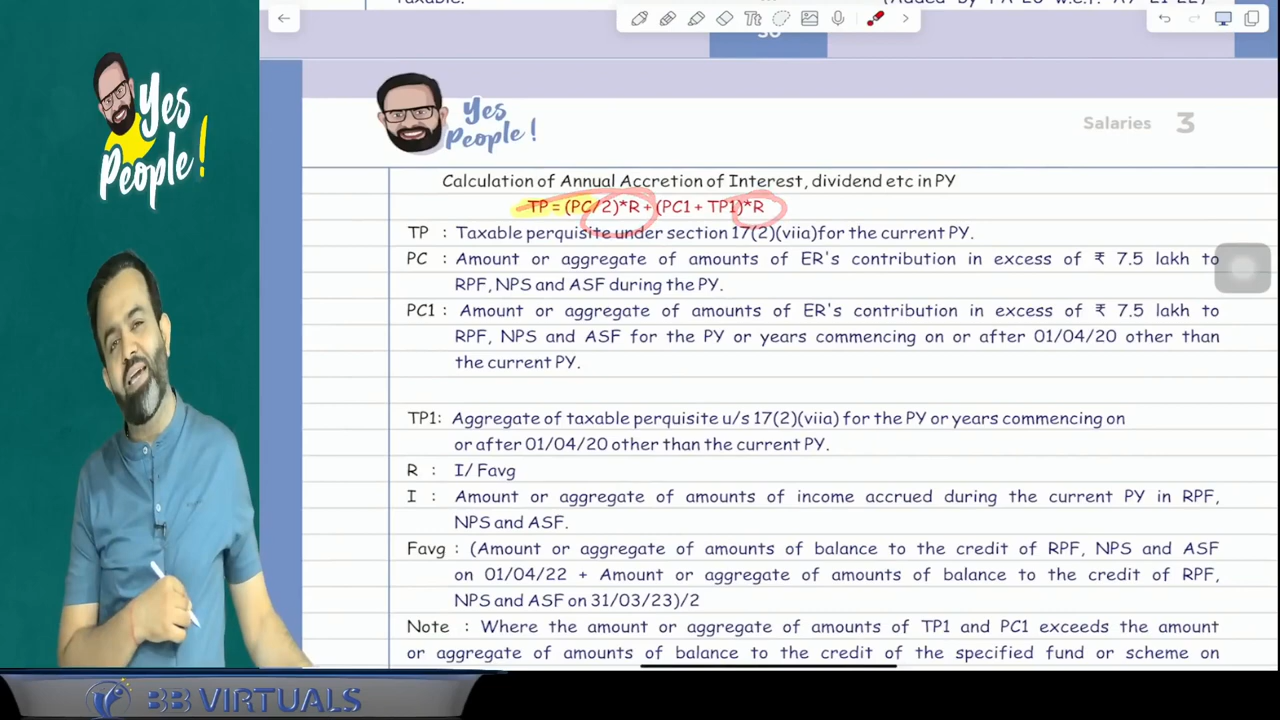 Taxable. (Added by FA 20 w.e.f. AY 21-22)
30
Yes
People!
Yes
People !
Salaries 3
Calculation of Annual Accretion of Interest, dividend etc in PY
TP = (PC/2)*R + (PC1 + TP1)*R
TP : Taxable perquisite under section 17(2)(viia)for the current PY.
PC : Amount or aggregate of amounts of ER's contribution in excess of ₹ 7.5 lakh to
RPF, NPS and ASF during the PY.
PC1 : Amount or aggregate of amounts of ER's contribution in excess of ₹ 7.5 lakh to
RPF, NPS and ASF for the PY or years commencing on or after 01/04/20 other than
the current PY.
TP1: Aggregate of taxable perquisite u/s 17(2)(viia) for the PY or years commencing on
or after 01/04/20 other than the current PY.
R : I/ Favg
I : Amount or aggregate of amounts of income accrued during the current PY in RPF,
NPS and ASF.
Favg : (Amount or aggregate of amounts of balance to the credit of RPF, NPS and ASF
on 01/04/22 + Amount or aggregate of amounts of balance to the credit of RPF,
NPS and ASF on 31/03/23)/2
Note : Where the amount or aggregate of amounts of TP1 and PC1 exceeds the amount
or aggregate of amounts of balance to the credit of the specified fund or scheme on
BB VIRTUALS